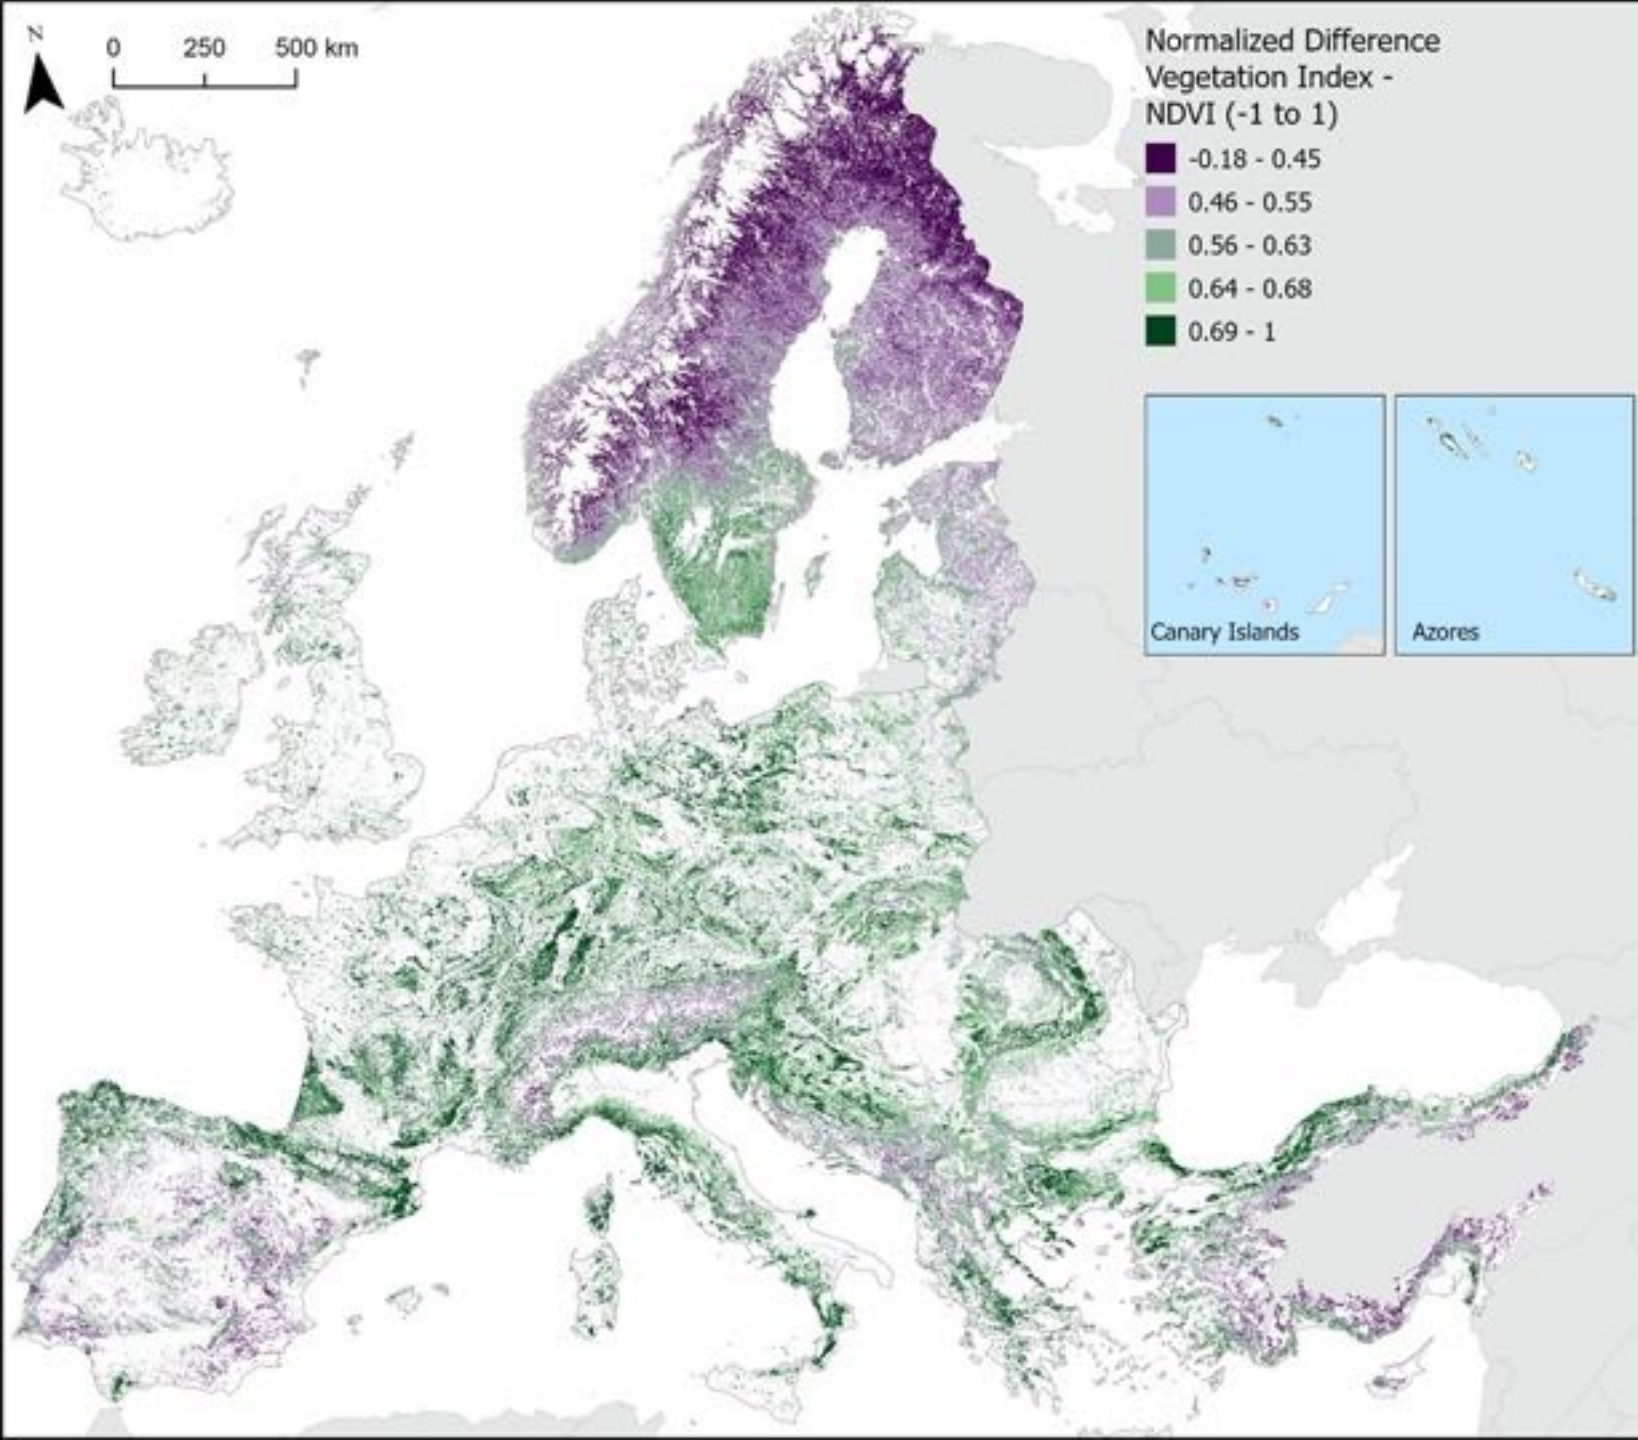 N
0 250 500 km
Normalized Difference
Vegetation Index -
NDVI (-1 to 1)
-0.18 - 0.45
0.46 - 0.55
0.56 - 0.63
0.64 - 0.68
0.69 - 1
Canary Islands
Azores